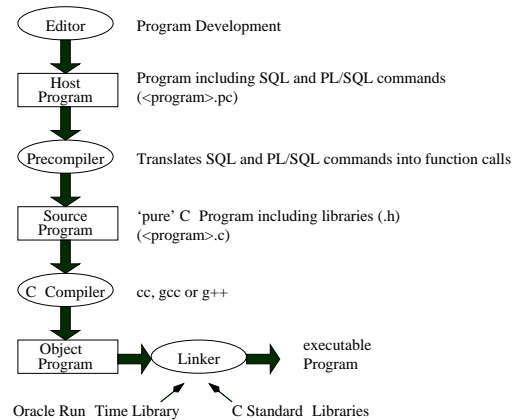 Editor
Program Development
Host
Program
Program including SQL and PL/SQL commands
(<program>.pc)
Precompiler
Translates SQL and PL/SQL commands into function calls
Source
Program
‘pure’ C Program including libraries (.h)
(<program>.c)
C Compiler
cc, gcc or g++
Object
Program
Linker
executable
Program
Oracle Run Time Library
C Standard Libraries